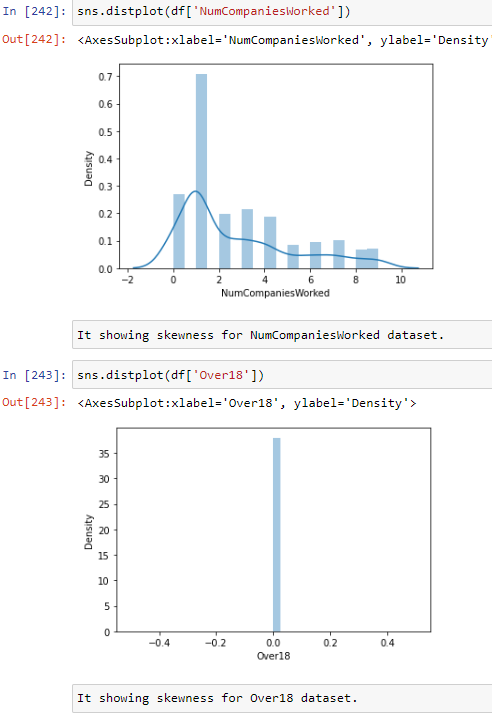 In [242]: sns.distplot(df['NumCompaniesWorked'])
Out[242]: <AxesSubplot:xlabel='NumCompaniesWorked', ylabel='Density'
0.7
0.6
0.5
0.4
0.3
0.2
0.1
0.0
Density
−2 0 2 4 6 8 10
NumCompaniesWorked
It showing skewness for NumCompaniesWorked dataset.
In [243]: sns.distplot(df['Over18'])
Out[243]: <AxesSubplot:xlabel='Over18', ylabel='Density'>
35
30
25
20
15
10
5
0
Density
−0.4 −0.2 0.0 0.2 0.4
Over18
It showing skewness for Over18 dataset.